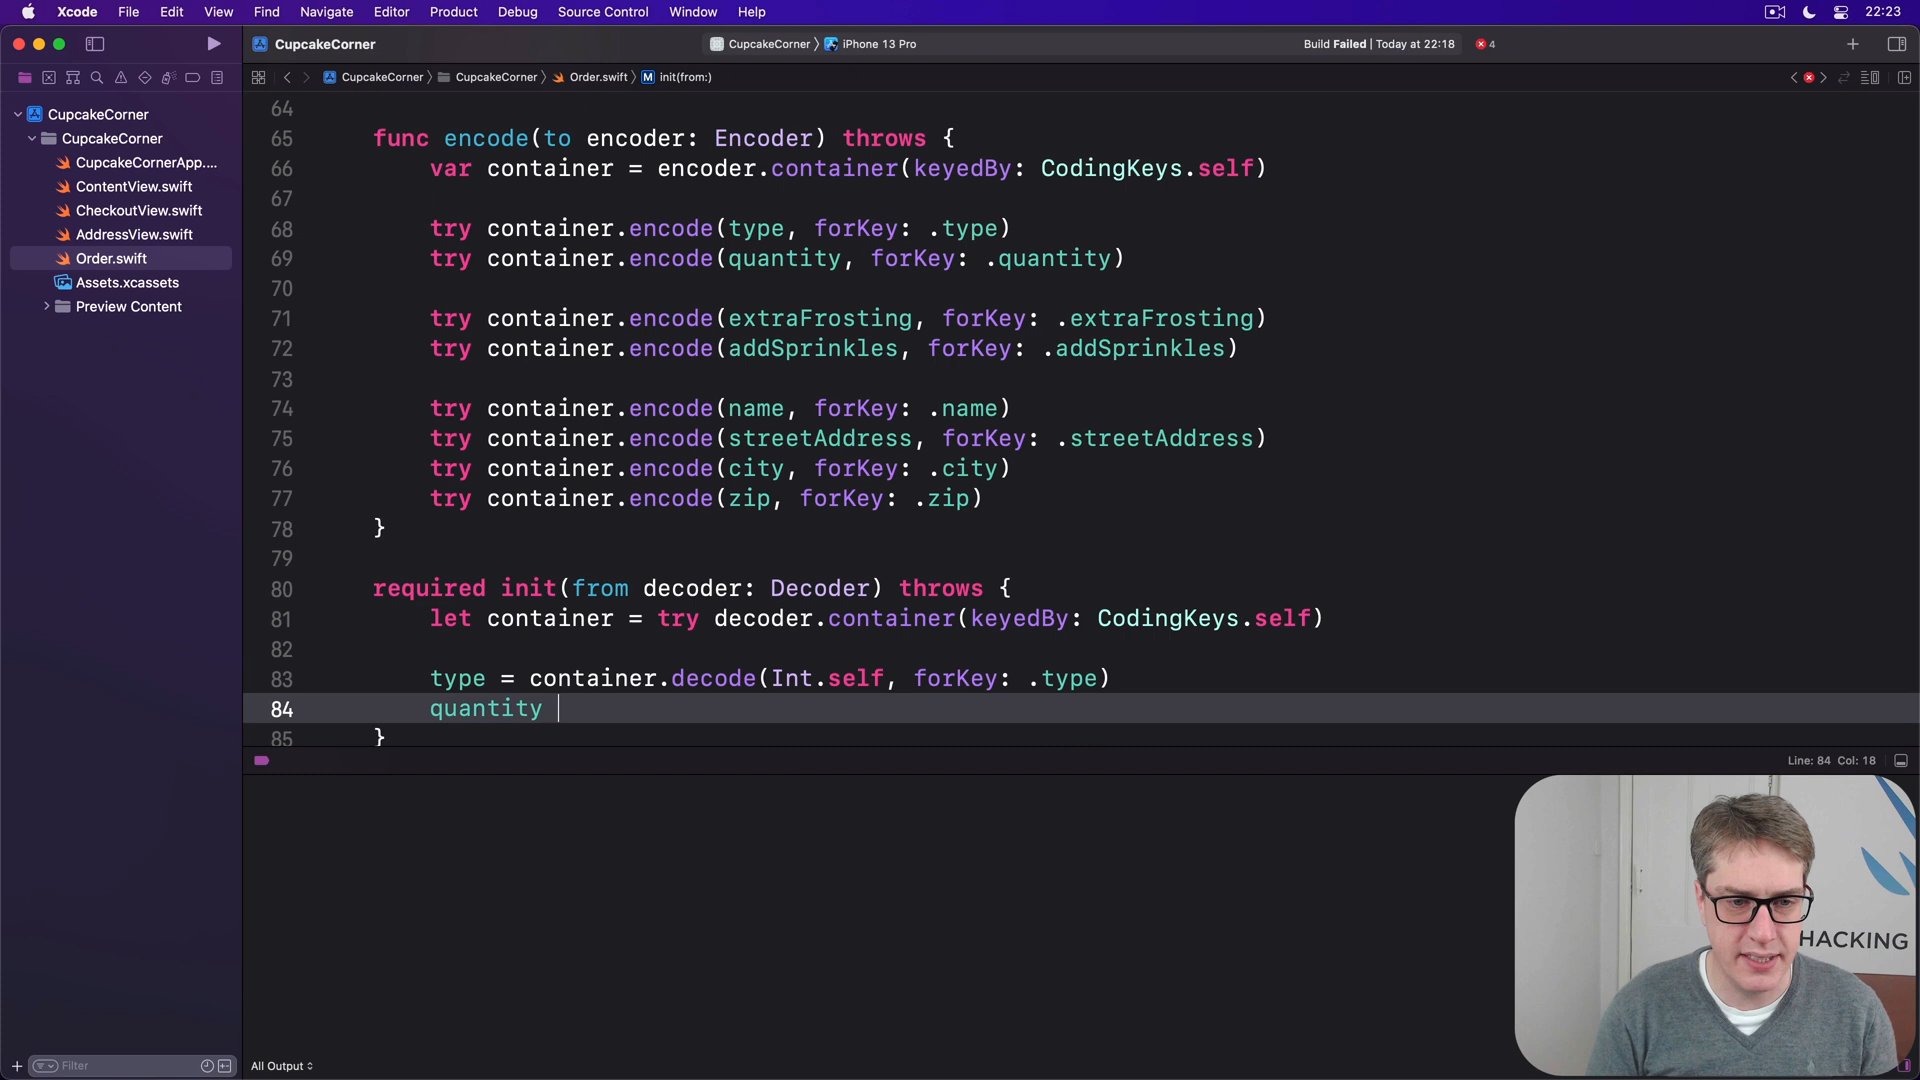 Xcode File Edit View Find Navigate Editor Product Debug Source Control Window Help 22:23
CupcakeCorner CupcakeCorner iPhone 13 Pro Build Failed | Today at 22:18 4
CupcakeCorner CupcakeCorner Order.swift M init(from:)
CupcakeCorner
CupcakeCorner
CupcakeCornerApp....
ContentView.swift
CheckoutView.swift
AddressView.swift
Order.swift
Assets.xcassets
Preview Content
64
65 func encode(to encoder: Encoder) throws {
66 var container = encoder.container(keyedBy: CodingKeys.self)
67
68 try container.encode(type, forKey: .type)
69 try container.encode(quantity, forKey: .quantity)
70
71 try container.encode(extraFrosting, forKey: .extraFrosting)
72 try container.encode(addSprinkles, forKey: .addSprinkles)
73
74 try container.encode(name, forKey: .name)
75 try container.encode(streetAddress, forKey: .streetAddress)
76 try container.encode(city, forKey: .city)
77 try container.encode(zip, forKey: .zip)
78 }
79
80 required init(from decoder: Decoder) throws {
81 let container = try decoder.container(keyedBy: CodingKeys.self)
82
83 type = container.decode(Int.self, forKey: .type)
84 quantity
85 }
Line: 84 Col: 18
HACKING
Filter
All Output